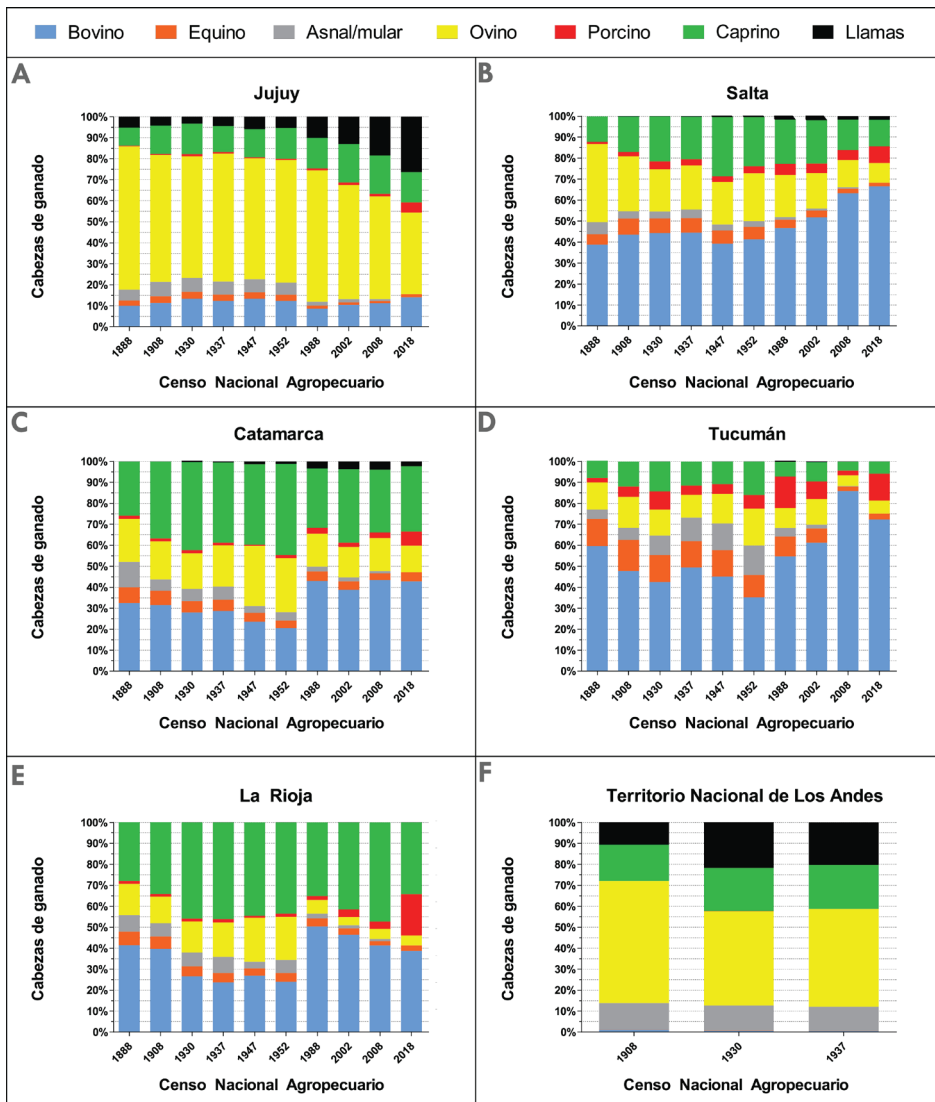 Bovino Equino Asnal/mular Ovino Porcino Caprino Llamas
A
Jujuy
Cabezas de ganado
100%
90%
80%
70%
60%
50%
40%
30%
20%
10%
0%
1888 1908 1930 1937 1947 1952 1988 2002 2008 2018
Censo Nacional Agropecuario
B
Salta
Cabezas de ganado
100%
90%
80%
70%
60%
50%
40%
30%
20%
10%
0%
1888 1908 1930 1937 1947 1952 1988 2002 2008 2018
Censo Nacional Agropecuario
C
Catamarca
Cabezas de ganado
100%
90%
80%
70%
60%
50%
40%
30%
20%
10%
0%
1888 1908 1930 1937 1947 1952 1988 2002 2008 2018
Censo Nacional Agropecuario
D
Tucumán
Cabezas de ganado
100%
90%
80%
70%
60%
50%
40%
30%
20%
10%
0%
1888 1908 1930 1937 1947 1952 1988 2002 2008 2018
Censo Nacional Agropecuario
E
La Rioja
Cabezas de ganado
100%
90%
80%
70%
60%
50%
40%
30%
20%
10%
0%
1888 1908 1930 1937 1947 1952 1988 2002 2008 2018
Censo Nacional Agropecuario
F
Territorio Nacional de Los Andes
Cabezas de ganado
100%
90%
80%
70%
60%
50%
40%
30%
20%
10%
0%
1908 1930 1937
Censo Nacional Agropecuario